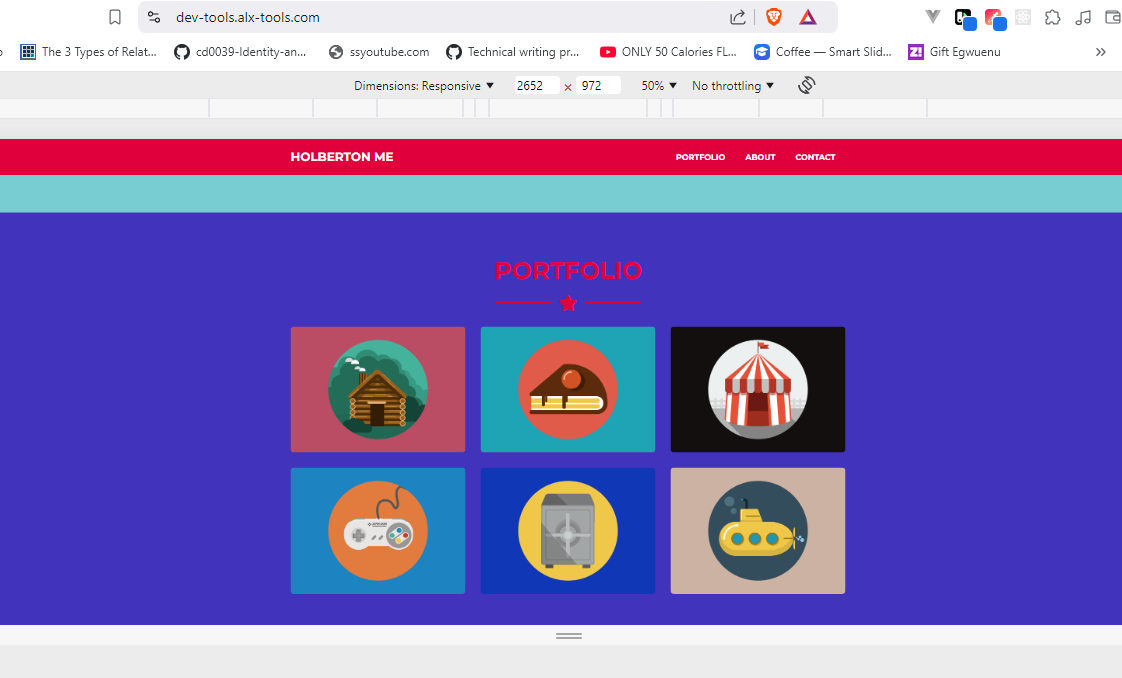 dev-tools.alx-tools.com
The 3 Types of Relat...
cd0039-Identity-an...
ssyoutube.com
Technical writing pr...
ONLY 50 Calories FL...
Coffee — Smart Slid...
Z!
Gift Egwuenu
»
Dimensions: Responsive
2652 × 972
50%
No throttling
HOLBERTON ME
PORTFOLIO
ABOUT
CONTACT
PORTFOLIO